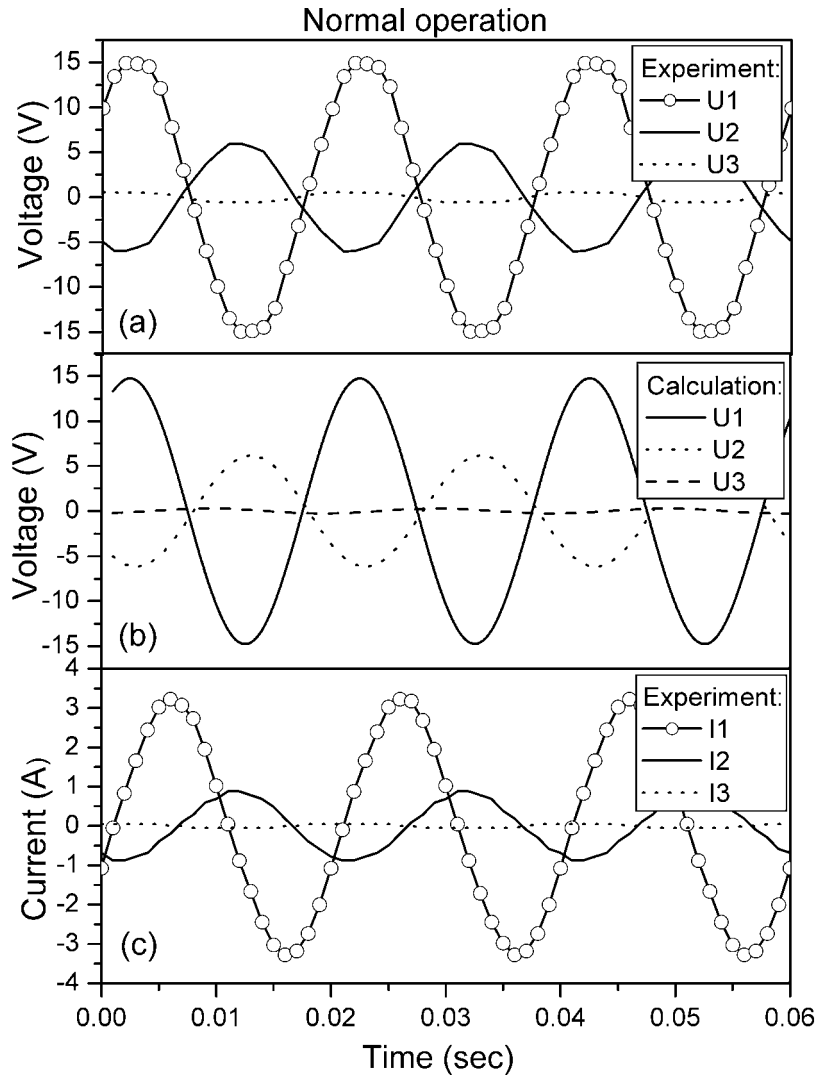 Normal operation
Voltage (V)
15
10
5
0
-5
-10
-15
(a)
Experiment:
U1
U2
U3
Voltage (V)
15
10
5
0
-5
-10
-15
(b)
Calculation:
U1
U2
U3
Current (A)
4
3
2
1
0
-1
-2
-3
-4
(c)
Experiment:
I1
I2
I3
0.00 0.01 0.02 0.03 0.04 0.05 0.06
Time (sec)